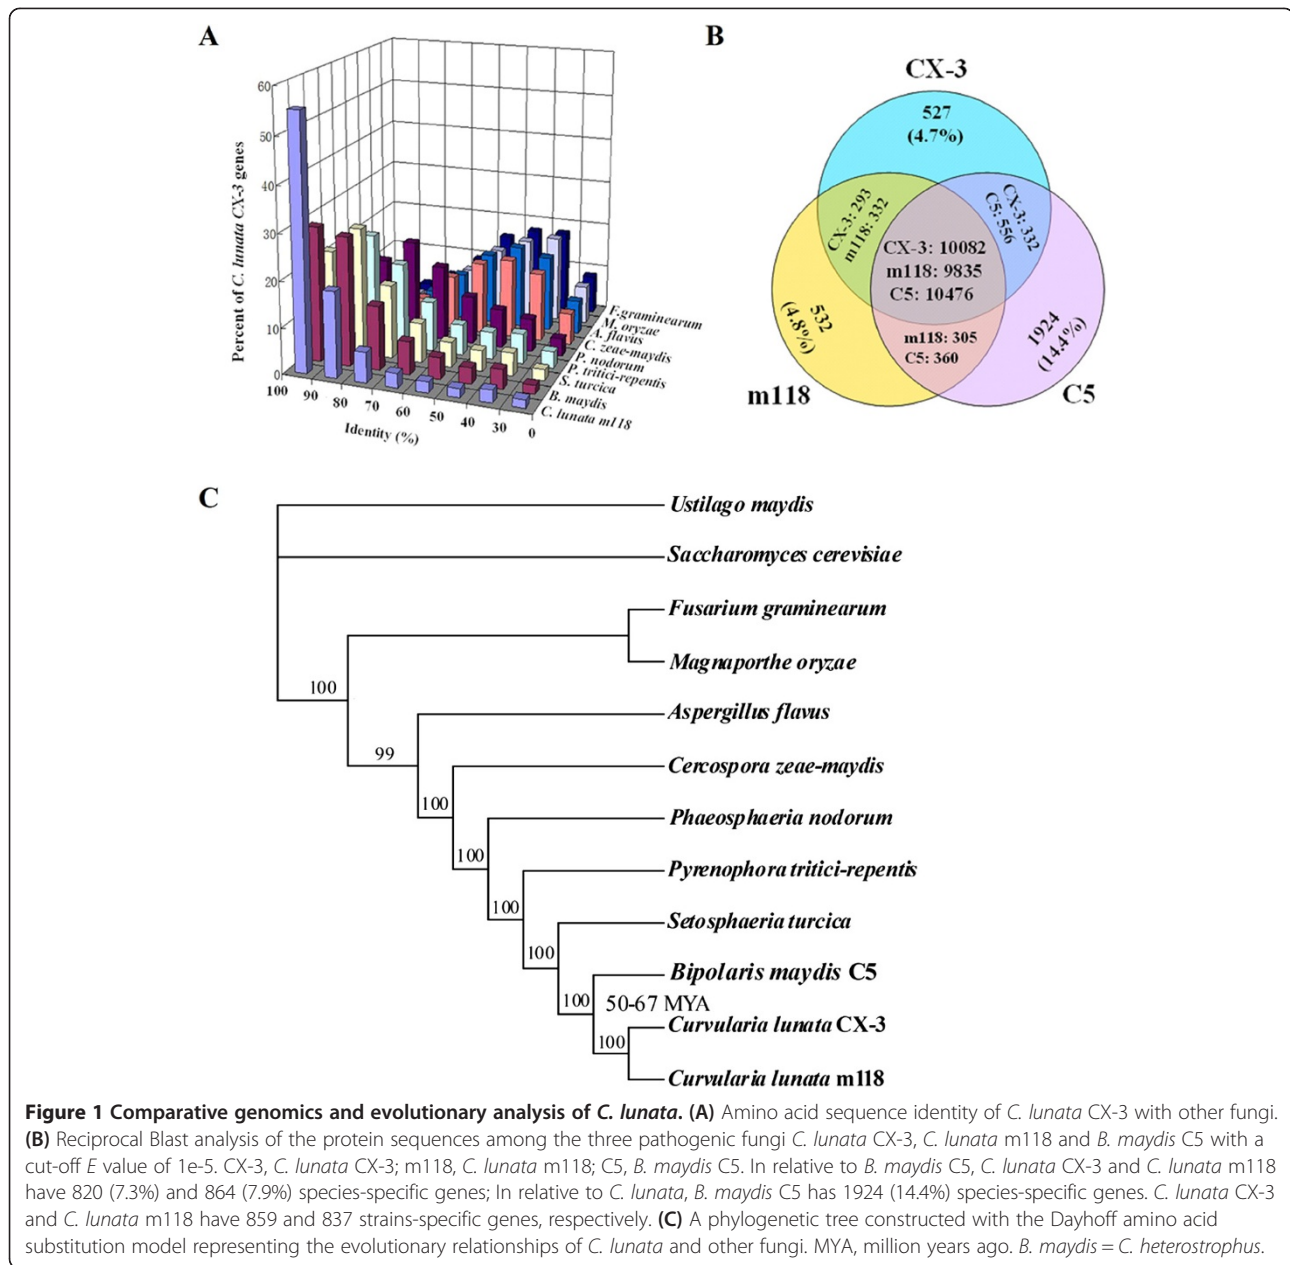 A
Percent of C. lunata CX-3 genes
60
50
40
30
20
10
0
100
90
80
70
60
50
40
30
0
Identity (%)
F.graminearum
M. oryzae
A. flavus
C. zeae-maydis
P. nodorum
P. tritici-repentis
S. turcica
B. maydis
C. lunata m118
B
CX-3
527
(4.7%)
CX-3: 293
m118: 332
CX-3: 332
C5: 556
CX-3: 10082
m118: 9835
C5: 10476
532
(4.8%)
1924
(14.4%)
m118: 305
C5: 360
m118
C5
C
Ustilago maydis
Saccharomyces cerevisiae
Fusarium graminearum
Magnaporthe oryzae
100
Aspergillus flavus
99
Cercospora zeae-maydis
100
Phaeosphaeria nodorum
100
Pyrenophora tritici-repentis
100
Setosphaeria turcica
100
Bipolaris maydis C5
100 50-67 MYA
Curvularia lunata CX-3
100
Curvularia lunata m118
Figure 1 Comparative genomics and evolutionary analysis of C. lunata. (A) Amino acid sequence identity of C. lunata CX-3 with other fungi.
(B) Reciprocal Blast analysis of the protein sequences among the three pathogenic fungi C. lunata CX-3, C. lunata m118 and B. maydis C5 with a
cut-off E value of 1e-5. CX-3, C. lunata CX-3; m118, C. lunata m118; C5, B. maydis C5. In relative to B. maydis C5, C. lunata CX-3 and C. lunata m118
have 820 (7.3%) and 864 (7.9%) species-specific genes; In relative to C. lunata, B. maydis C5 has 1924 (14.4%) species-specific genes. C. lunata CX-3
and C. lunata m118 have 859 and 837 strains-specific genes, respectively. (C) A phylogenetic tree constructed with the Dayhoff amino acid
substitution model representing the evolutionary relationships of C. lunata and other fungi. MYA, million years ago. B. maydis = C. heterostrophus.